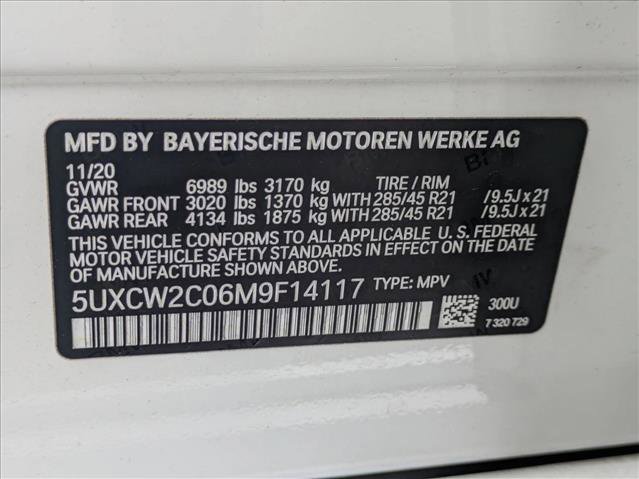 MFD BY BAYERISCHE MOTOREN WERKE AG
11/20
GVWR 6989 lbs 3170 kg TIRE / RIM
GAWR FRONT 3020 lbs 1370 kg WITH 285/45 R21 /9.5J x 21
GAWR REAR 4134 lbs 1875 kg WITH 285/45 R21 /9.5J x 21
THIS VEHICLE CONFORMS TO ALL APPLICABLE U. S. FEDERAL
MOTOR VEHICLE SAFETY STANDARDS IN EFFECT ON THE
DATE OF MANUFACTURE SHOWN ABOVE.
5UXCW2C06M9F14117 TYPE: MPV
300U
7 320 729